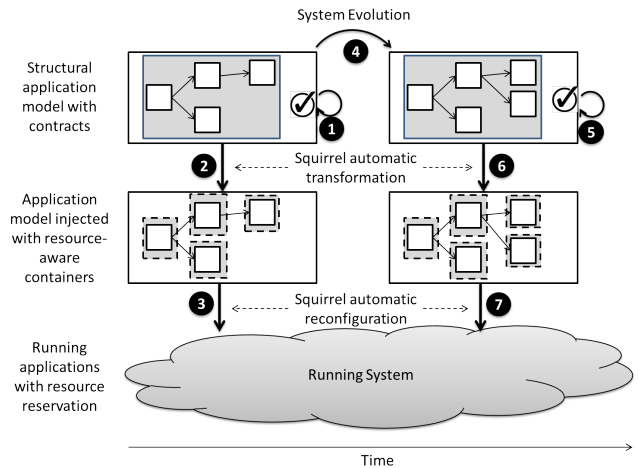 System Evolution
4
Structural
application
model with
contracts
1
5
2
Squirrel automatic
transformation
6
Application
model injected
with resource-
aware
containers
3
Squirrel automatic
reconfiguration
7
Running
applications
with resource
reservation
Running System
Time